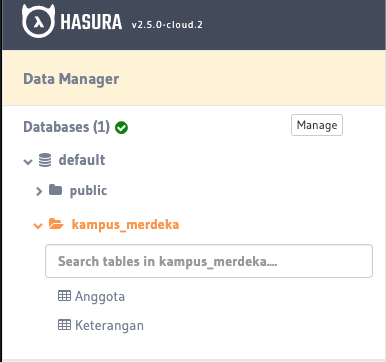 HASURA v2.5.0-cloud.2
Data Manager
Databases (1) Manage
default
public
kampus_merdeka
Search tables in kampus_merdeka....
Anggota
Keterangan